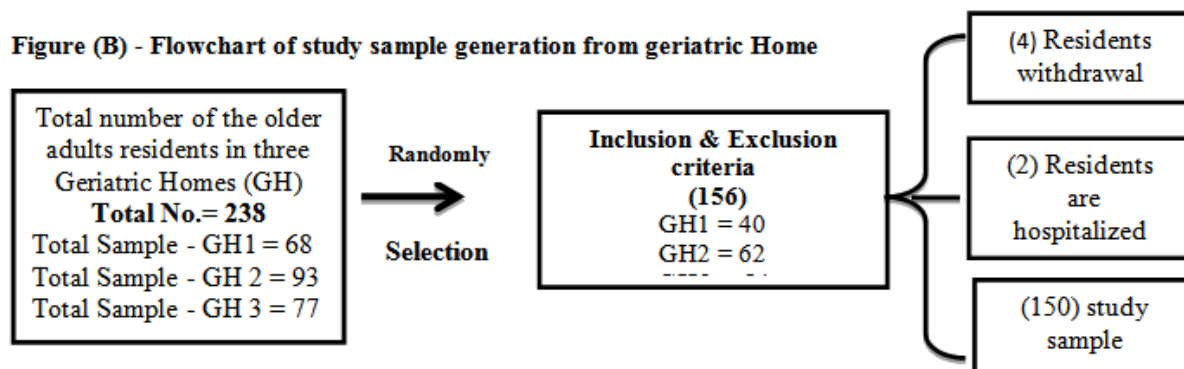 Figure (B) - Flowchart of study sample generation from geriatric Home
Total number of the older
adults residents in three
Geriatric Homes (GH)
Total No.= 238
Total Sample - GH1 = 68
Total Sample - GH 2 = 93
Total Sample - GH 3 = 77
Randomly
Selection
Inclusion & Exclusion
criteria
(156)
GH1 = 40
GH2 = 62
(4) Residents
withdrawal
(2) Residents
are
hospitalized
(150) study
sample